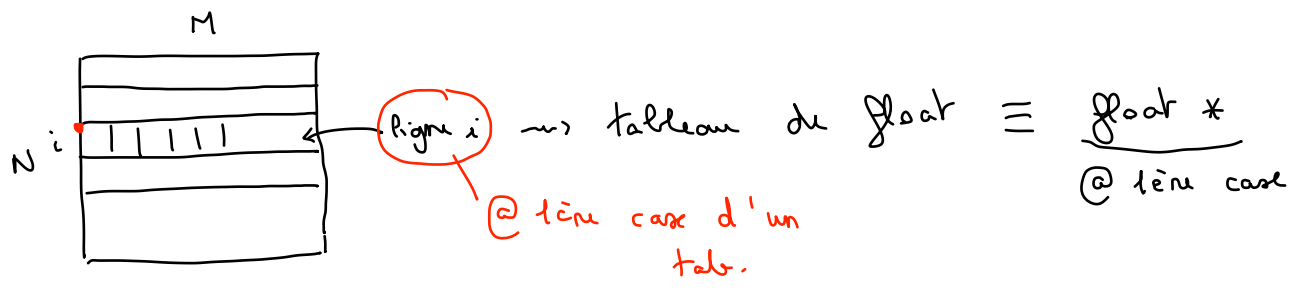 M
N i ligne i ~> tableau de float ≡ float *
@ 1ère case
@ 1ère case d'un
tab.